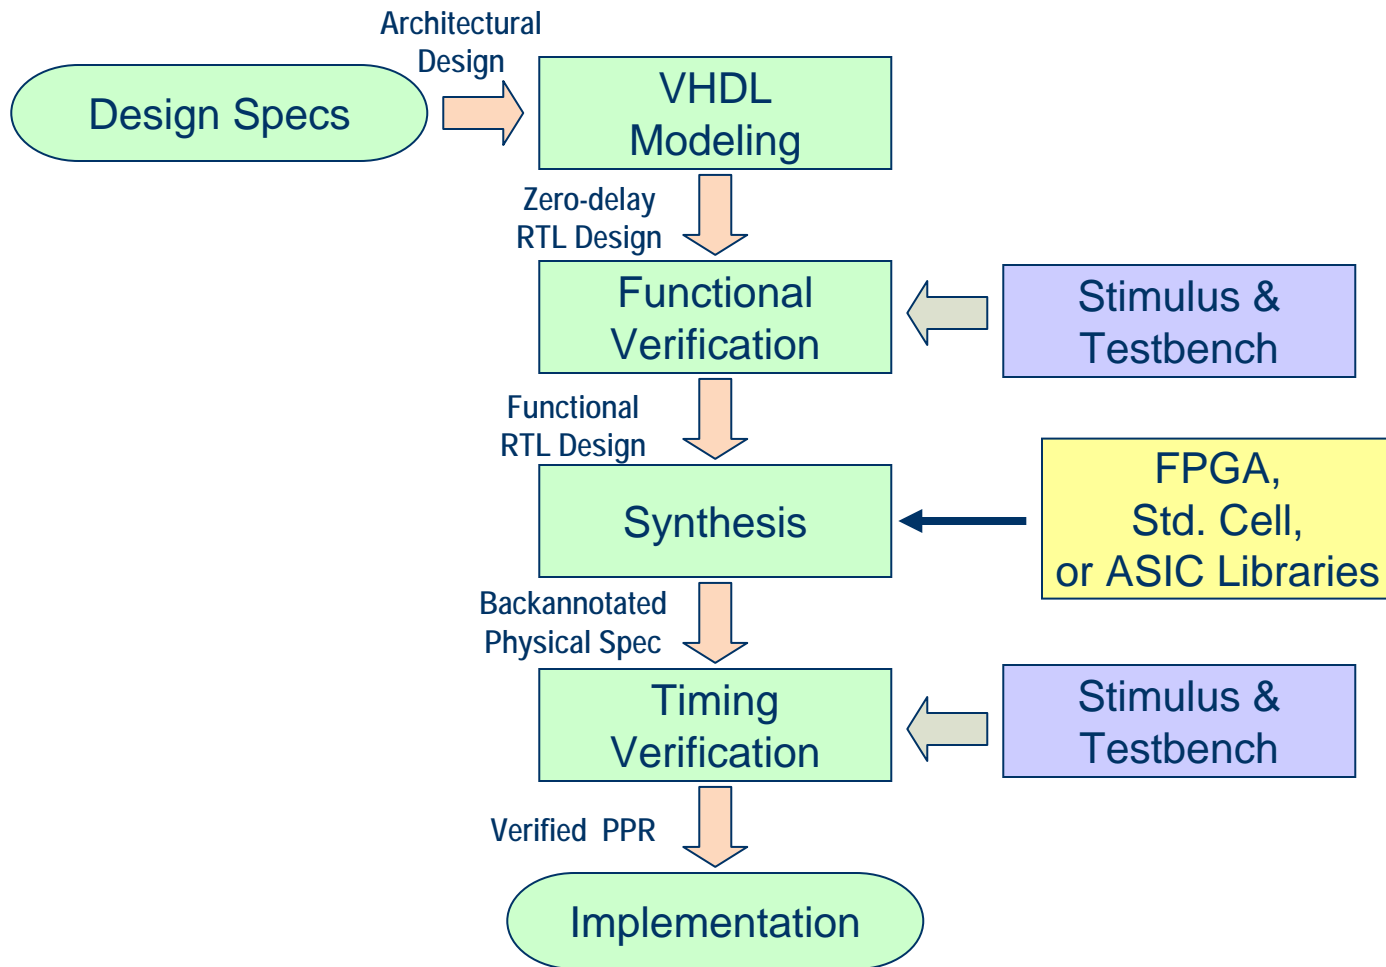 Architectural
Design
Design Specs
VHDL
Modeling
Zero-delay
RTL Design
Functional
Verification
Stimulus &
Testbench
Functional
RTL Design
Synthesis
FPGA,
Std. Cell,
or ASIC Libraries
Backannotated
Physical Spec
Timing
Verification
Stimulus &
Testbench
Verified PPR
Implementation